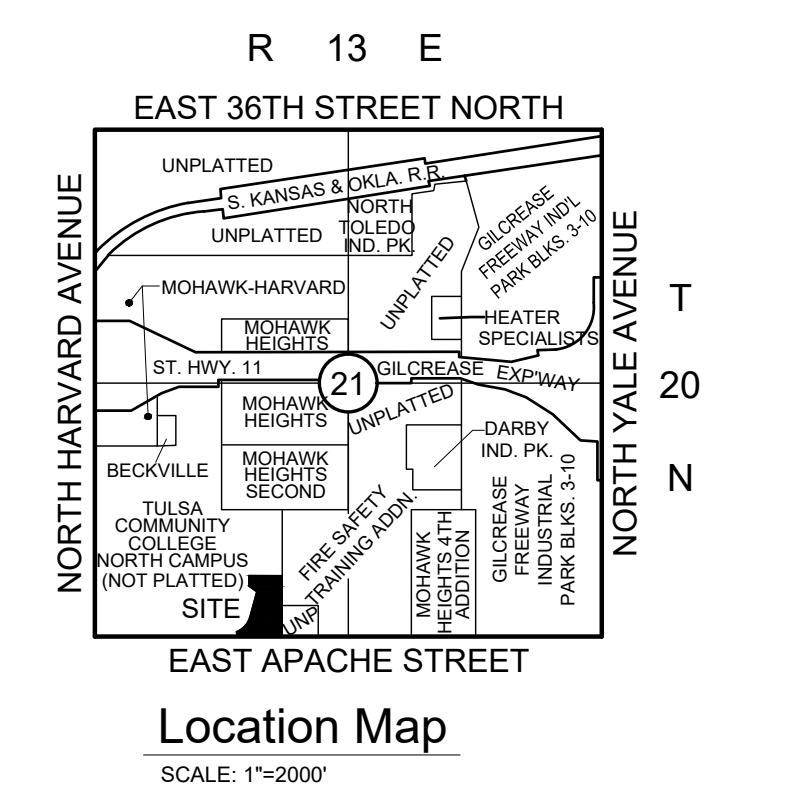 R 13 E
EAST 36TH STREET NORTH
NORTH HARVARD AVENUE
NORTH YALE AVENUE
T
20
N
UNPLATTED
S. KANSAS & OKLA. R.R.
UNPLATTED
NORTH
TOLEDO
IND. PK.
UNPLATTED
GILCREASE
FREEWAY IND'L
PARK BLKS. 3-10
MOHAWK-HARVARD
MOHAWK
HEIGHTS
HEATER
SPECIALISTS
ST. HWY. 11
21
GILCREASE EXP'WAY
MOHAWK
HEIGHTS
UNPLATTED
DARBY
IND. PK.
BECKVILLE
MOHAWK
HEIGHTS
SECOND
TULSA
COMMUNITY
COLLEGE
NORTH CAMPUS
(NOT PLATTED)
SITE
FIRE SAFETY
TRAINING ADDN.
UNP
MOHAWK
HEIGHTS 4TH
ADDITION
GILCREASE
FREEWAY
INDUSTRIAL
PARK BLKS. 3-10
EAST APACHE STREET
Location Map
SCALE: 1"=2000'